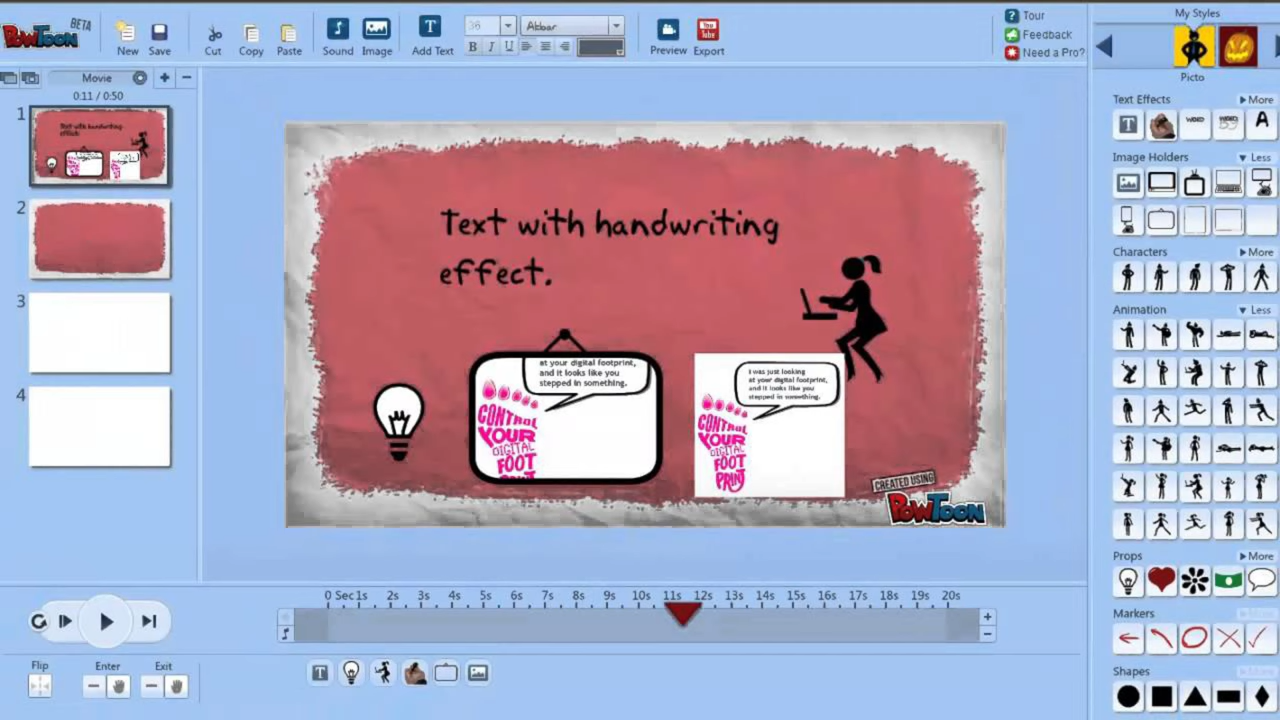 POWTOON BETA
New
Save
Cut
Copy
Paste
Sound
Image
T
Add Text
36
Akbar
B I U
Preview
You Tube
Export
? Tour
Feedback
Need a Pro?
My Styles
Picto
Movie
0:11 / 0:50
1
2
3
4
Text with handwriting
effect.
at your digital footprint,
and it looks like you
stepped in something.
CONTROL
YOUR
DIGITAL
FOOT
I was just looking
at your digital footprint,
and it looks like you
stepped in something.
CONTROL
YOUR
DIGITAL
FOOT
PRINT
CREATED USING
POWTOON
Text Effects
More
T
WORD
A
Image Holders
Less
Characters
More
Animation
Less
Props
More
Markers
Shapes
0 Sec 1s 2s 3s 4s 5s 6s 7s 8s 9s 10s 11s 12s 13s 14s 15s 16s 17s 18s 19s 20s
Flip
Enter
Exit
T